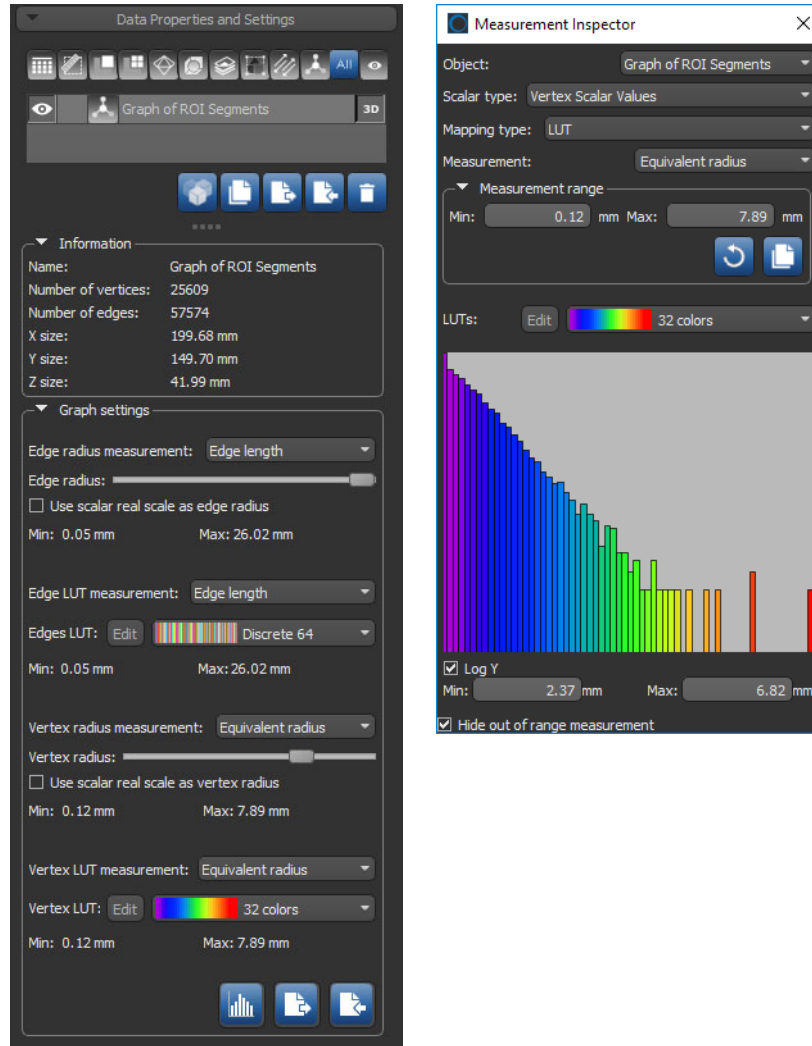 Data Properties and Settings
All
Graph of ROI Segments
3D
Information
Name: Graph of ROI Segments
Number of vertices: 25609
Number of edges: 57574
X size: 199.68 mm
Y size: 149.70 mm
Z size: 41.99 mm
Graph settings
Edge radius measurement: Edge length
Edge radius:
Use scalar real scale as edge radius
Min: 0.05 mm Max: 26.02 mm
Edge LUT measurement: Edge length
Edges LUT: Edit Discrete 64
Min: 0.05 mm Max: 26.02 mm
Vertex radius measurement: Equivalent radius
Vertex radius:
Use scalar real scale as vertex radius
Min: 0.12 mm Max: 7.89 mm
Vertex LUT measurement: Equivalent radius
Vertex LUT: Edit 32 colors
Min: 0.12 mm Max: 7.89 mm
Measurement Inspector
Object: Graph of ROI Segments
Scalar type: Vertex Scalar Values
Mapping type: LUT
Measurement: Equivalent radius
Measurement range
Min: 0.12 mm Max: 7.89 mm
LUTs: Edit 32 colors
Log Y
Min: 2.37 mm Max: 6.82 mm
Hide out of range measurement